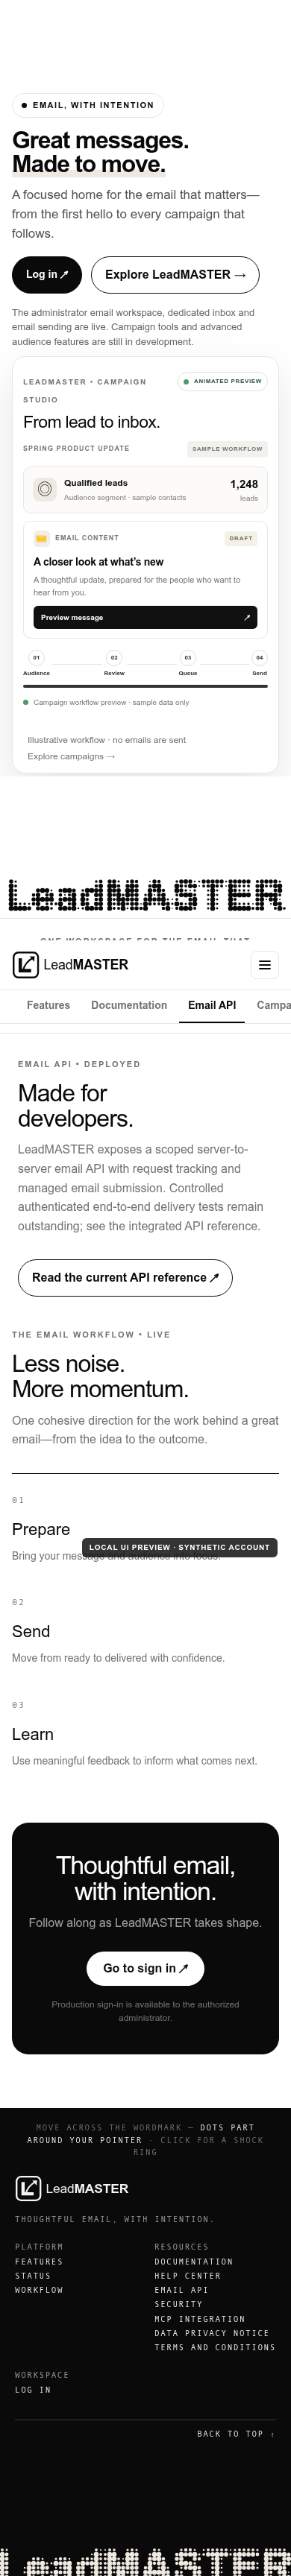 EMAIL, WITH INTENTION
Great messages.
Made to move.
A focused home for the email that matters—
from the first hello to every campaign that
follows.
Log in ↗ Explore LeadMASTER →
The administrator email workspace, dedicated inbox and
email sending are live. Campaign tools and advanced
audience features are still in development.
LEADMASTER • CAMPAIGN
STUDIO
ANIMATED PREVIEW
From lead to inbox.
SPRING PRODUCT UPDATE
SAMPLE WORKFLOW
Qualified leads
Audience segment · sample contacts
1,248
leads
EMAIL CONTENT
DRAFT
A closer look at what's new
A thoughtful update, prepared for the people who want to
hear from you.
Preview message ↗
01 02 03 04
Audience Review Queue Send
Campaign workflow preview · sample data only
Illustrative workflow · no emails are sent
Explore campaigns →
LeadMASTER
ONE WORKSPACE FOR THE EMAIL THAT
LeadMASTER
Features Documentation Email API Campa
EMAIL API • DEPLOYED
Made for
developers.
LeadMASTER exposes a scoped server-to-
server email API with request tracking and
managed email submission. Controlled
authenticated end-to-end delivery tests remain
outstanding; see the integrated API reference.
Read the current API reference ↗
THE EMAIL WORKFLOW • LIVE
Less noise.
More momentum.
One cohesive direction for the work behind a great
email—from the idea to the outcome.
01
Prepare
LOCAL UI PREVIEW · SYNTHETIC ACCOUNT
Bring your message and audience into focus.
02
Send
Move from ready to delivered with confidence.
03
Learn
Use meaningful feedback to inform what comes next.
Thoughtful email,
with intention.
Follow along as LeadMASTER takes shape.
Go to sign in ↗
Production sign-in is available to the authorized
administrator.
MOVE ACROSS THE WORDMARK — DOTS PART
AROUND YOUR POINTER · CLICK FOR A SHOCK
RING
LeadMASTER
THOUGHTFUL EMAIL, WITH INTENTION.
PLATFORM
FEATURES
STATUS
WORKFLOW
RESOURCES
DOCUMENTATION
HELP CENTER
EMAIL API
SECURITY
MCP INTEGRATION
DATA PRIVACY NOTICE
TERMS AND CONDITIONS
WORKSPACE
LOG IN
BACK TO TOP ↑
LeadMASTER